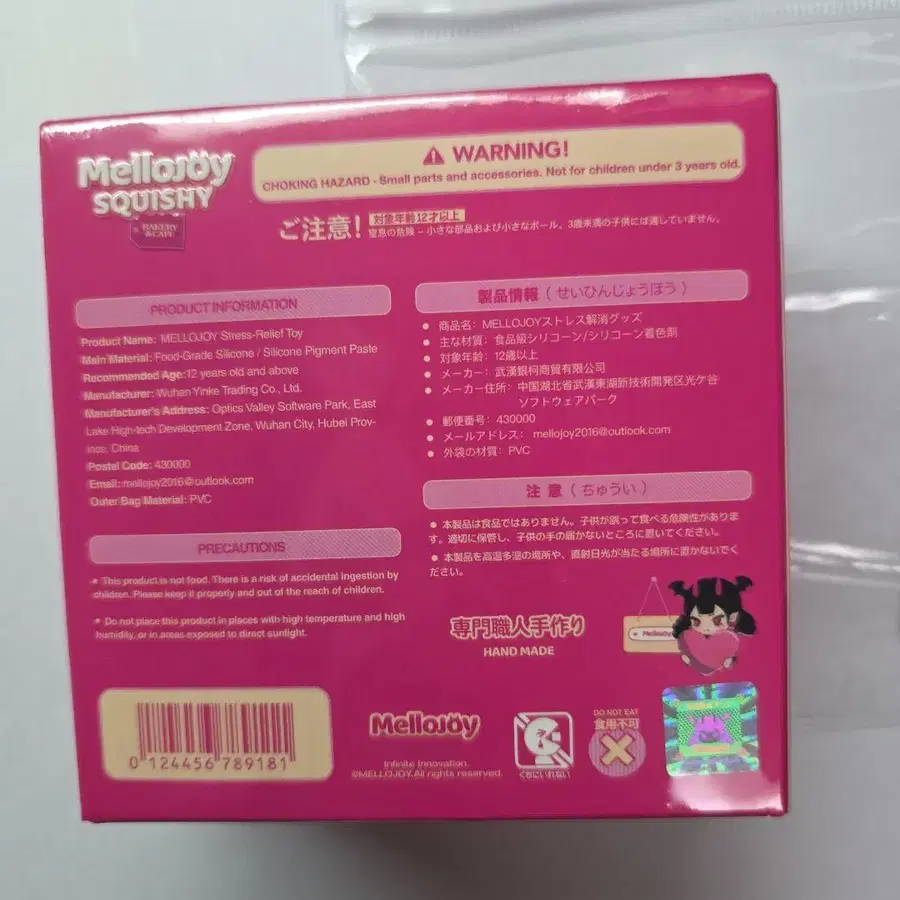 MelloJOY
SQUISHY
BAKERY
&CAFE
WARNING!
CHOKING HAZARD - Small parts and accessories. Not for children under 3 years old.
ご注意!
対象年齢12才以上
窒息の危険 – 小さな部品および小さなボール。3歳未満の子供には適していません。
PRODUCT INFORMATION
Product Name: MELLOJOY Stress-Relief Toy
Main Material: Food-Grade Silicone / Silicone Pigment Paste
Recommended Age:12 years old and above
Manufacturer: Wuhan Yinke Trading Co., Ltd.
Manufacturer's Address: Optics Valley Software Park, East
Lake High-tech Development Zone, Wuhan City, Hubei Prov-
ince, China
Postal Code: 430000
Email: mellojoy2016@outlook.com
Outer Bag Material: PVC
PRECAUTIONS
• This product is not food. There is a risk of accidental ingestion by
children. Please keep it properly and out of the reach of children.
• Do not place this product in places with high temperature and high
humidity, or in areas exposed to direct sunlight.
製品情報 ( せいひんじょうほう )
● 商品名: MELLOJOYストレス解消グッズ
● 主な材質: 食品級シリコーン/シリコーン着色剤
● 対象年齢: 12歳以上
● メーカー: 武漢銀柯商貿有限公司
● メーカー住所: 中国湖北省武漢東湖新技術開発区光ケ谷
ソフトウェアパーク
● 郵便番号: 430000
● メールアドレス: mellojoy2016@outlook.com
● 外袋の材質: PVC
注意 ( ちゅうい )
● 本製品は食品ではありません。子供が誤って食べる危険性がありま
す。適切に保管し、子供の手の届かないところに置いてください。
● 本製品を高温多湿の場所や、直射日光が当たる場所に置かないでく
ださい。
専門職人手作り
HAND MADE
MelloJOY
0 124456 789181
MelloJOY
Infinite Innovation.
@MELLOJOY.All rights reserved.
くちにいれない
DO NOT EAT
食用不可